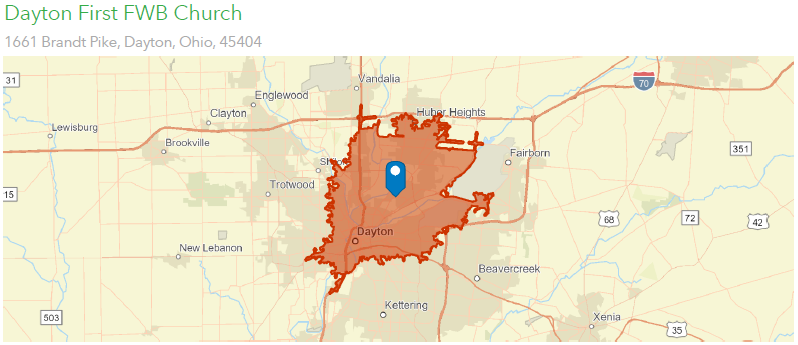 Dayton First FWB Church
1661 Brandt Pike, Dayton, Ohio, 45404
31
Vandalia
70
Englewood
Huber Heights
Clayton
Lewisburg
Brookville
351
Fairborn
Trotwood
15
68
72
42
Dayton
New Lebanon
Beavercreek
Kettering
503
Xenia
35